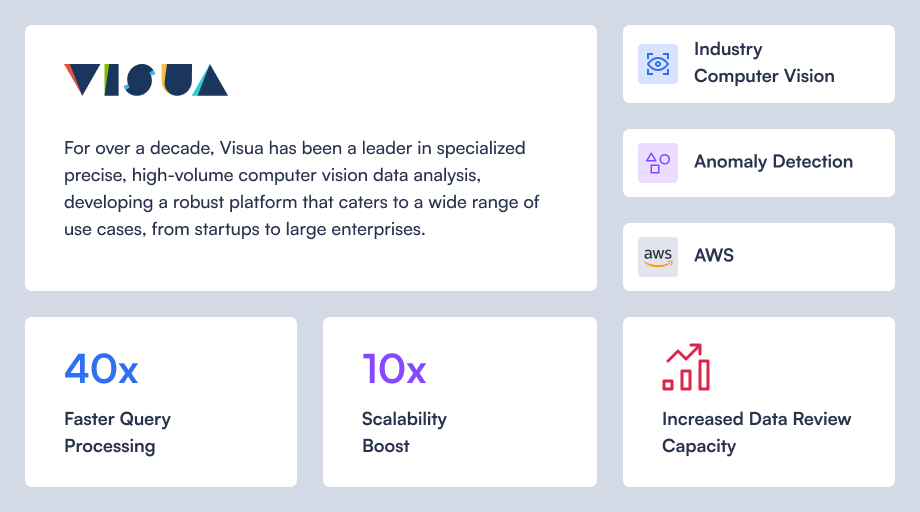 VISUA
For over a decade, Visua has been a leader in specialized
precise, high-volume computer vision data analysis,
developing a robust platform that caters to a wide range of
use cases, from startups to large enterprises.
Industry
Computer Vision
Anomaly Detection
aws
AWS
40x
Faster Query
Processing
10x
Scalability
Boost
Increased Data Review
Capacity